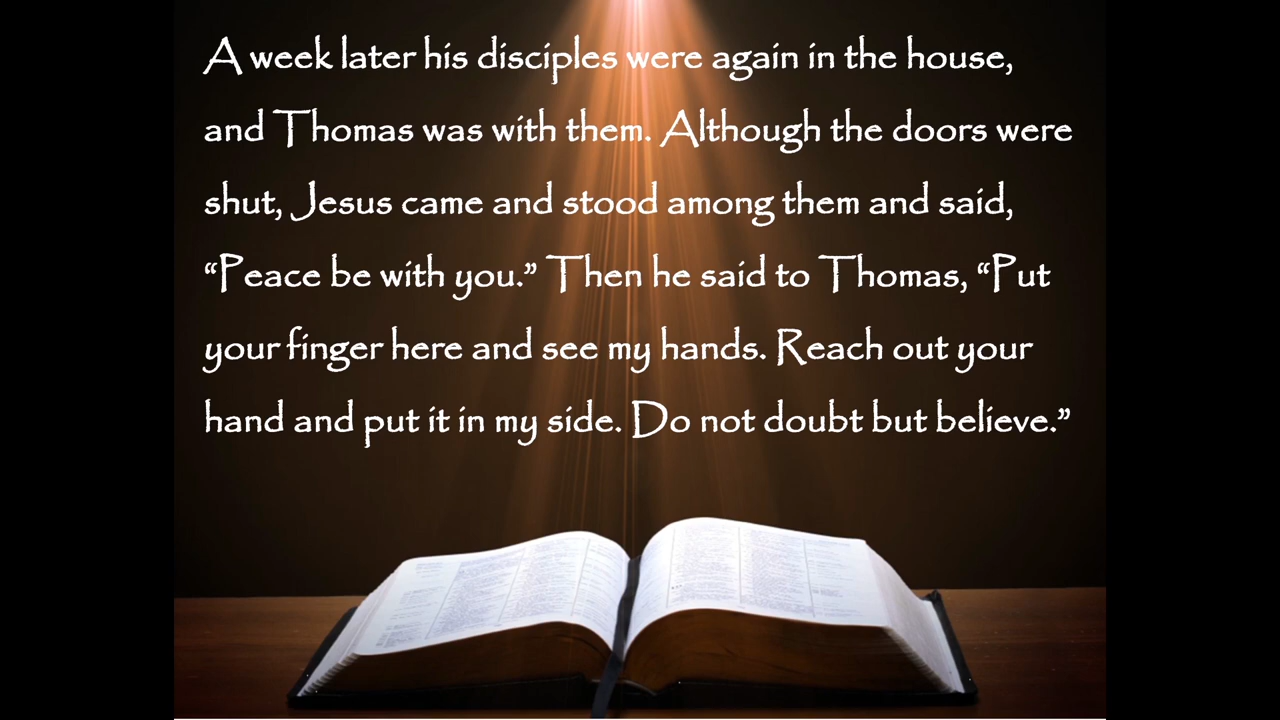 A week later his disciples were again in the house,
and Thomas was with them. Although the doors were
shut, Jesus came and stood among them and said,
“Peace be with you.” Then he said to Thomas, “Put
your finger here and see my hands. Reach out your
hand and put it in my side. Do not doubt but believe.”